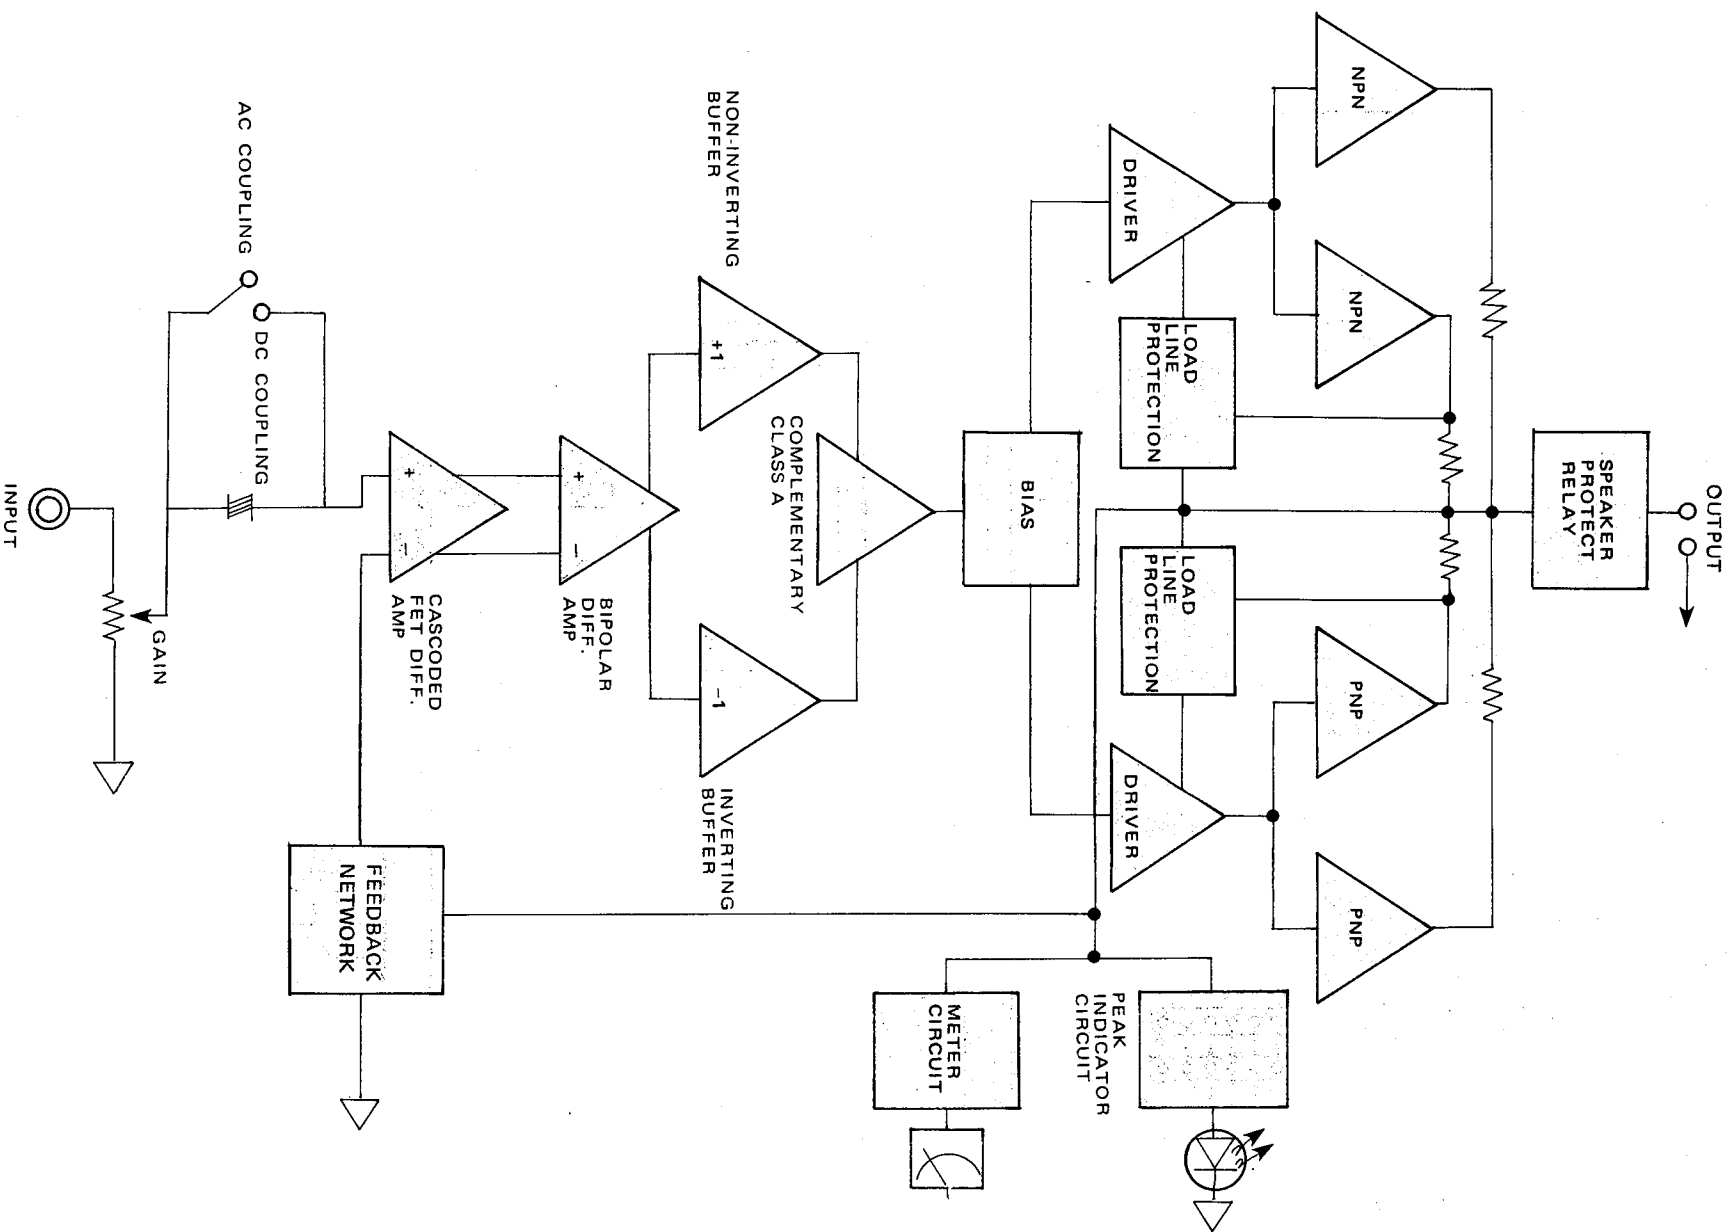 INPUT
GAIN
AC COUPLING
DC COUPLING
+
−
CASCODED
FET DIFF.
AMP
FEEDBACK
NETWORK
+
−
BIPOLAR
DIFF.
AMP
NON-INVERTING
BUFFER
+1
−1
INVERTING
BUFFER
COMPLEMENTARY
CLASS A
BIAS
METER
CIRCUIT
DRIVER
LOAD
LINE
PROTECTION
LOAD
LINE
PROTECTION
DRIVER
PEAK
INDICATOR
CIRCUIT
NPN
NPN
PNP
PNP
SPEAKER
PROTECT
RELAY
OUTPUT